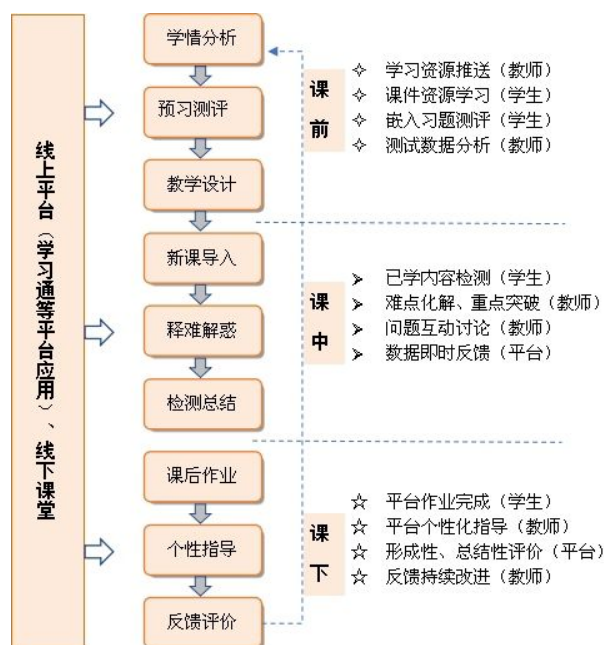 线上平台（学习通等平台应用）、线下课堂
学情分析
预习测评
教学设计
新课导入
释难解惑
检测总结
课后作业
个性指导
反馈评价
课前
✧ 学习资源推送（教师）
✧ 课件资源学习（学生）
✧ 嵌入习题测评（学生）
✧ 测试数据分析（教师）
课中
➢ 已学内容检测（学生）
➢ 难点化解、重点突破（教师）
➢ 问题互动讨论（教师）
➢ 数据即时反馈（平台）
课下
☆ 平台作业完成（学生）
☆ 平台个性化指导（教师）
☆ 形成性、总结性评价（平台）
☆ 反馈持续改进（教师）